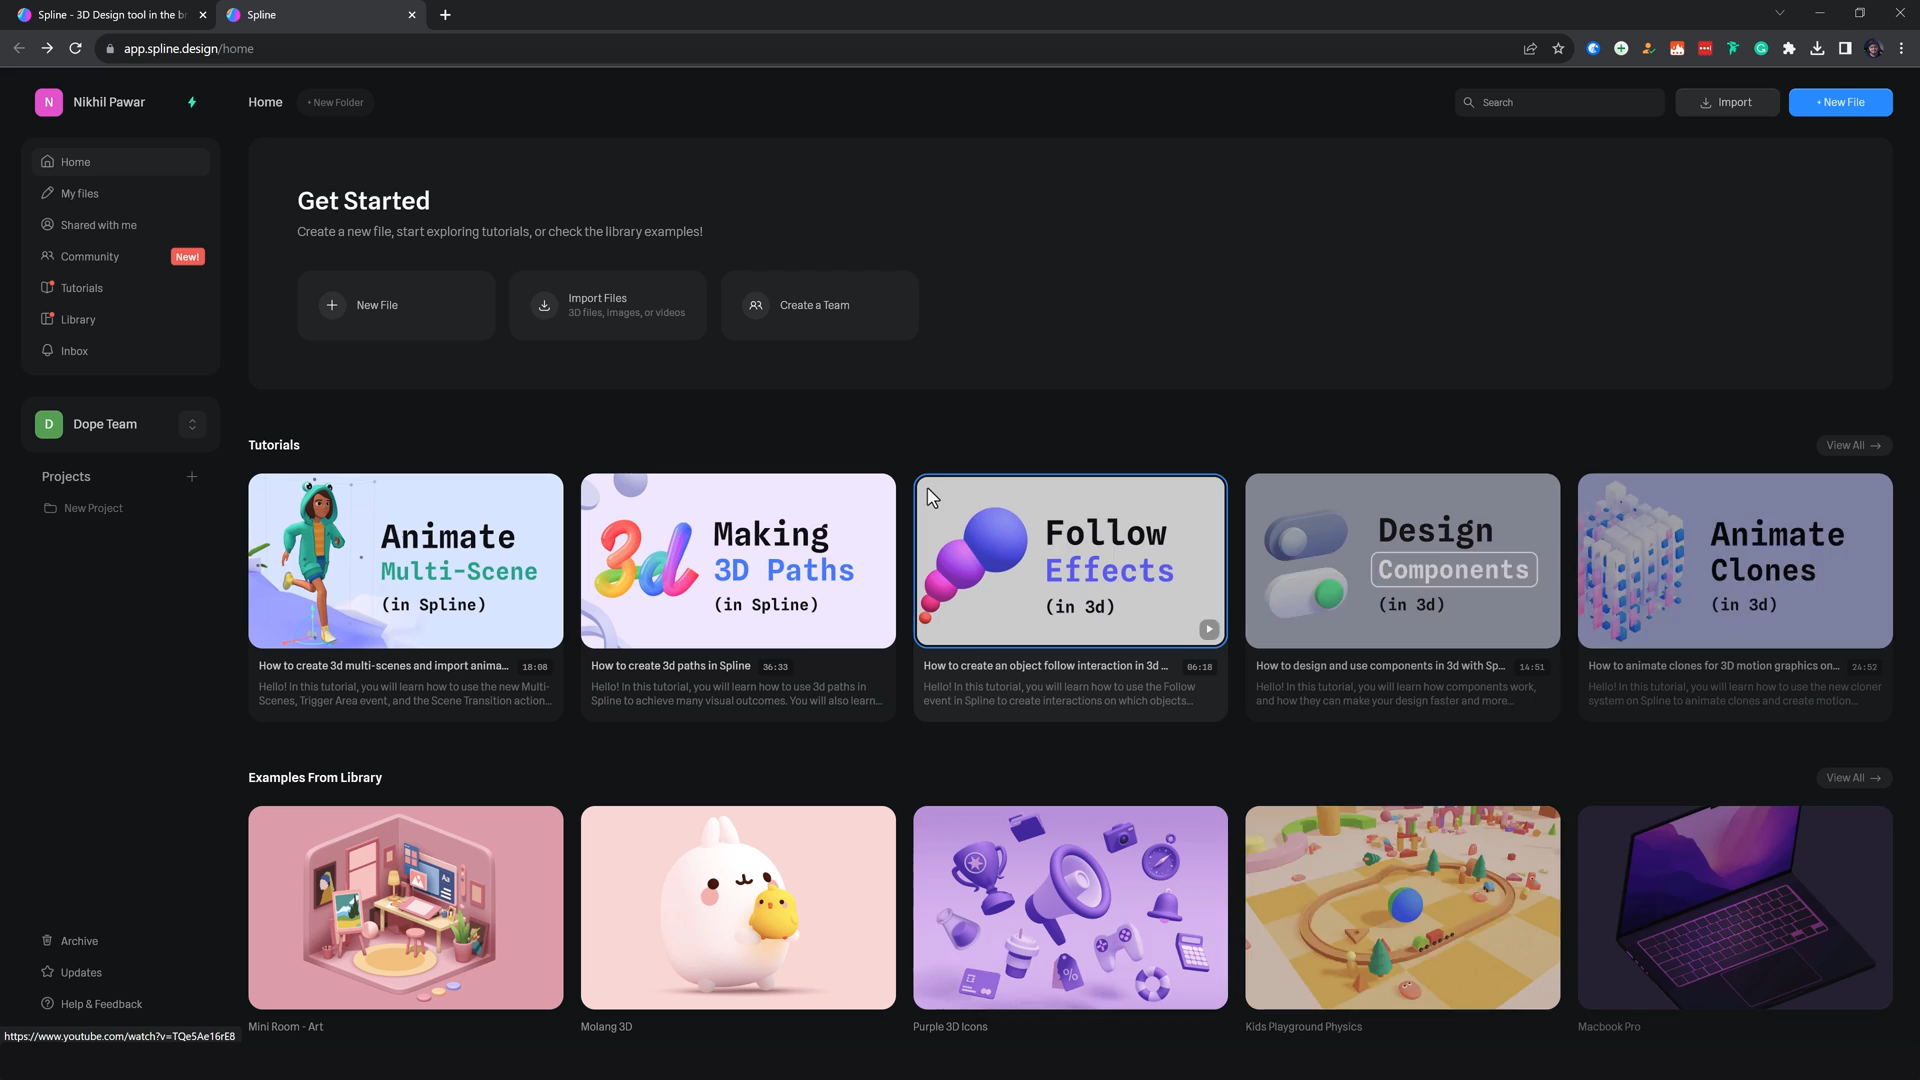 Spline - 3D Design tool in the br
Spline
app.spline.design/home
N
Nikhil Pawar
Home
+ New Folder
Search
Import
+ New File
Home
My files
Shared with me
Community
New!
Tutorials
Library
Inbox
Get Started
Create a new file, start exploring tutorials, or check the library examples!
New File
Import Files
3D files, Images, or videos
Create a Team
D
Dope Team
Projects
New Project
Tutorials
View All →
Animate
Multi-Scene
(in Spline)
3d
Making
3D Paths
(in Spline)
Follow
Effects
(in 3d)
Design
Components
(in 3d)
Animate
Clones
(in 3d)
How to create 3d multi-scenes and import anima... 18:08
Hello! In this tutorial, you will learn how to use the new Multi-
Scenes, Trigger Area event, and the Scene Transition action...
How to create 3d paths in Spline 36:33
Hello! In this tutorial, you will learn how to use 3d paths in
Spline to achieve many visual outcomes. You will also learn...
How to create an object follow interaction in 3d ... 06:18
Hello! In this tutorial, you will learn how to use the Follow
event in Spline to create interactions on which objects...
How to design and use components in 3d with Sp... 14:51
Hello! In this tutorial, you will learn how components work,
and how they can make your design faster and more...
How to animate clones for 3D motion graphics on... 24:52
Hello! In this tutorial, you will learn how to use the new cloner
system on Spline to animate clones and create motion...
Examples From Library
View All →
Aa
%
Mini Room - Art
Molang 3D
Purple 3D Icons
Kids Playground Physics
Macbook Pro
Archive
Updates
Help & Feedback
https://www.youtube.com/watch?v=TQe5Ae16rE8